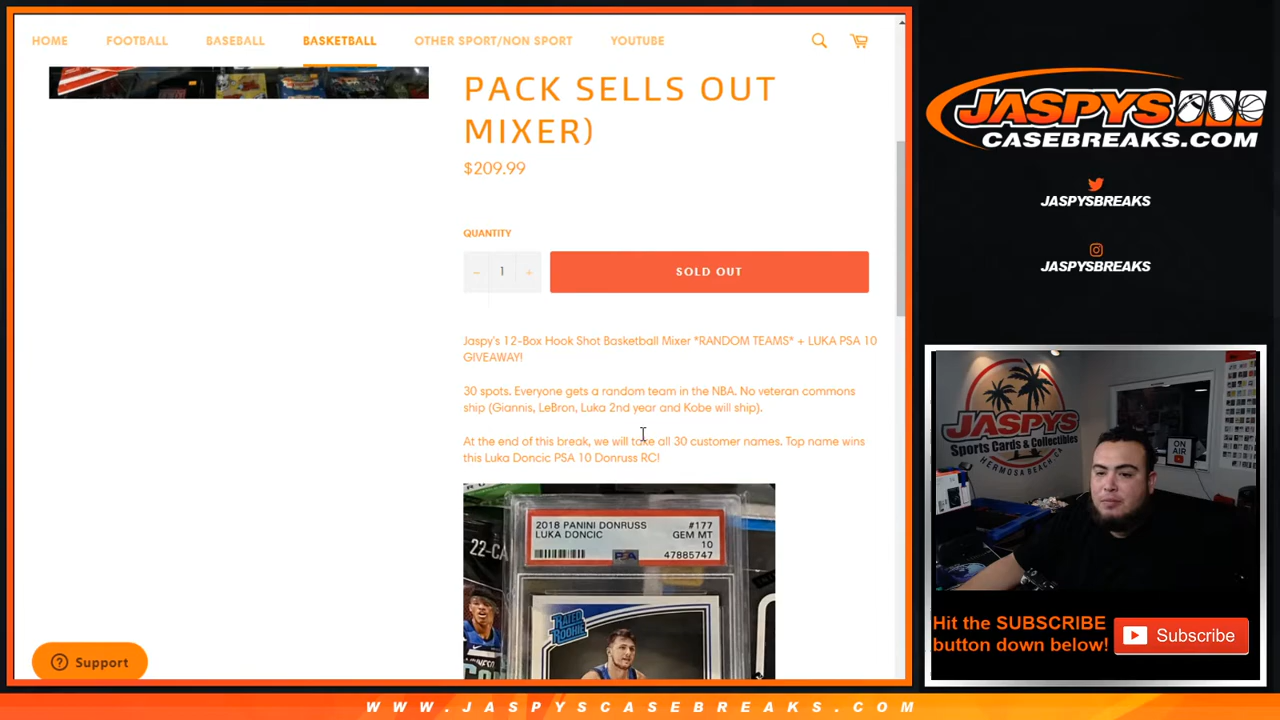 HOME FOOTBALL BASEBALL BASKETBALL OTHER SPORT/NON SPORT YOUTUBE
PACK SELLS OUT
MIXER)
$209.99
QUANTITY
− 1 +
SOLD OUT
Jaspy's 12-Box Hook Shot Basketball Mixer *RANDOM TEAMS* + LUKA PSA 10
GIVEAWAY!
30 spots. Everyone gets a random team in the NBA. No veteran commons
ship (Giannis, LeBron, Luka 2nd year and Kobe will ship).
At the end of this break, we will take all 30 customer names. Top name wins
this Luka Doncic PSA 10 Donruss RC!
2018 PANINI DONRUSS #177
LUKA DONCIC GEM MT
10
PSA 47885747
22-CA
RATED
ROOKIE
Support
JASPYS
CASEBREAKS.COM
JASPYSBREAKS
JASPYSBREAKS
JASPYS
Sports Cards & Collectibles
HERMOSA BEACH, CA
ON
AIR
Hit the SUBSCRIBE
button down below!
Subscribe
WWW.JASPYSCASEBREAKS.COM